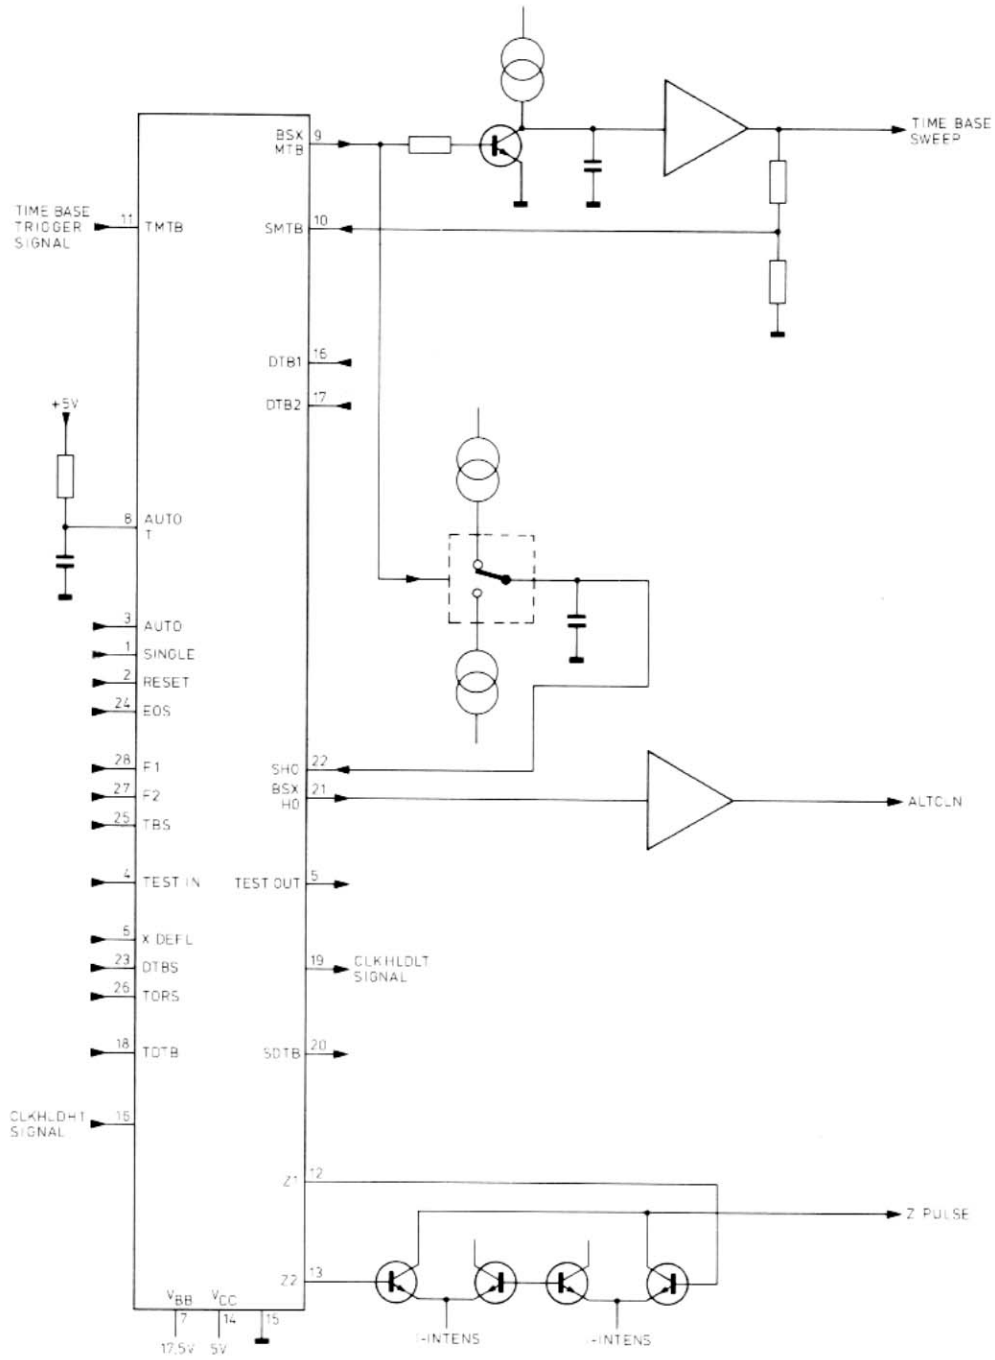 BSX 9
MTB
TIME BASE
SWEEP
TIME BASE
TRIGGER
SIGNAL
11
TMTB
SMTB
10
DTB1
16
DTB2
17
+5V
8
AUTO
T
3
AUTO
1
SINGLE
2
RESET
24
EOS
28
F1
27
F2
25
TBS
SHO
22
BSX
HO
21
ALTCLN
4
TEST IN
TEST OUT
5
6
X DEFL
23
DTBS
26
TORS
19
CLKHLDLT
SIGNAL
18
TDTB
SDTB
20
CLKHLDHT
SIGNAL
Z1
12
Z PULSE
Z2
13
VBB
VCC
7
14
15
17,5V
5V
-INTENS
-INTENS